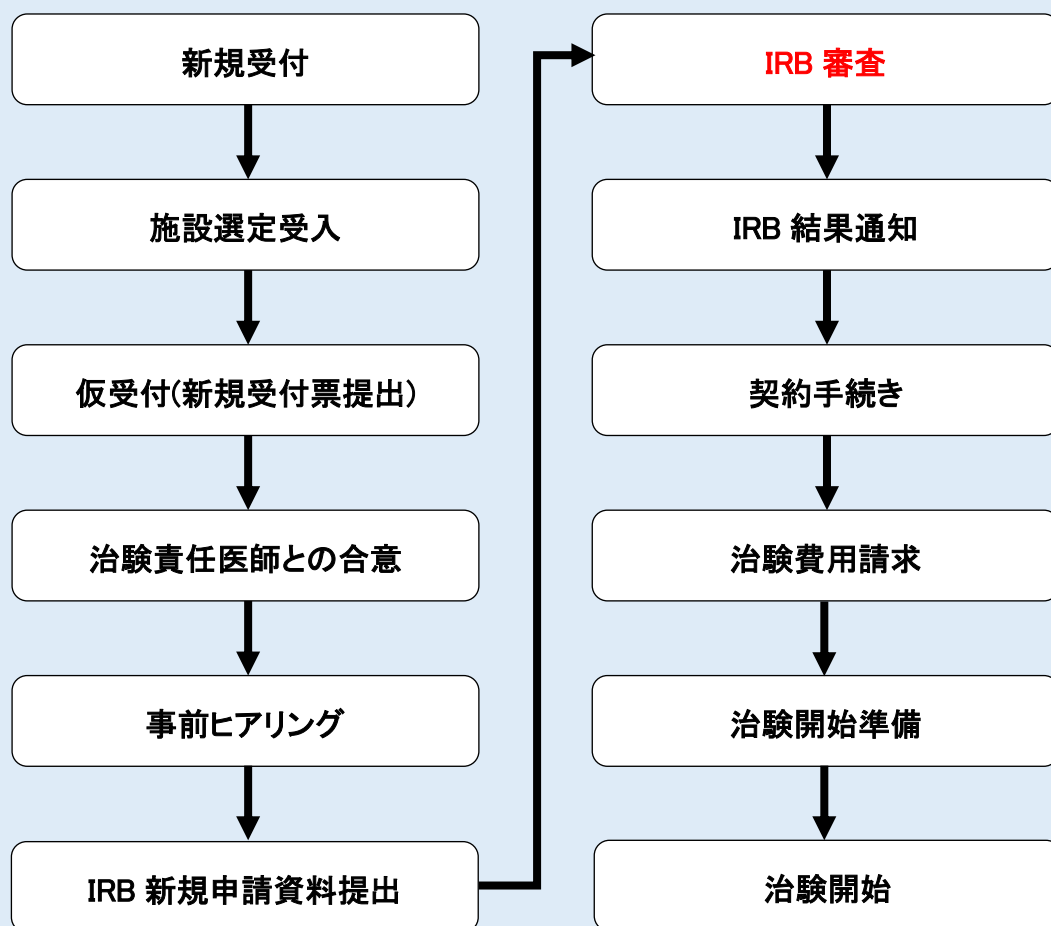 新規受付
施設選定受入
仮受付(新規受付票提出)
治験責任医師との合意
事前ヒアリング
IRB 新規申請資料提出
IRB 審査
IRB 結果通知
契約手続き
治験費用請求
治験開始準備
治験開始